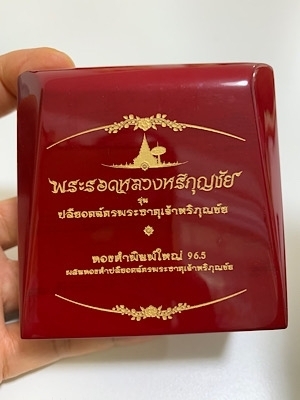 พระรอดหลวงหริภุญชัย
รุ่น
ปลียอดฉัตรพระธาตุเจ้าหริภุญชัย
ทองคำพิมพ์ใหญ่ 96.5
ผสมทองคำปลียอดฉัตรพระธาตุเจ้าหริภุญชัย